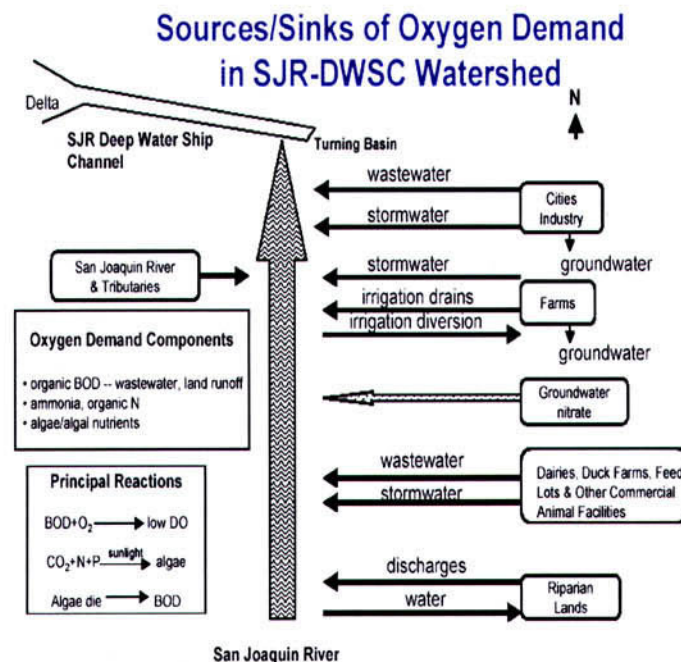 Sources/Sinks of Oxygen Demand
in SJR-DWSC Watershed
N
Delta
SJR Deep Water Ship
Channel
Turning Basin
wastewater
Cities
Industry
stormwater
groundwater
San Joaquin River
& Tributaries
stormwater
irrigation drains
Farms
irrigation diversion
groundwater
Oxygen Demand Components
• organic BOD -- wastewater, land runoff
• ammonia, organic N
• algae/algal nutrients
Groundwater
nitrate
Principal Reactions
BOD+O₂ → low DO
CO₂+N+P sunlight → algae
Algae die → BOD
wastewater
stormwater
Dairies, Duck Farms, Feed
Lots & Other Commercial
Animal Facilities
discharges
water
Riparian
Lands
San Joaquin River